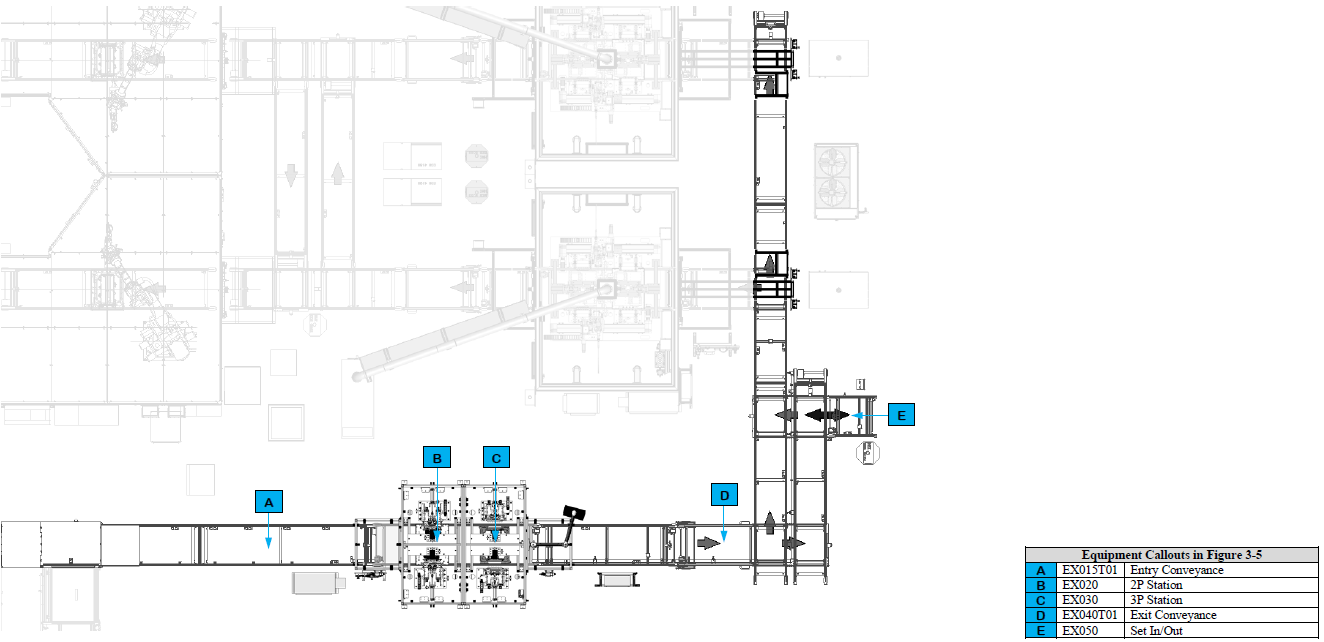 E
B
C
D
A
Equipment Callouts in Figure 3-5
A EX015T01 Entry Conveyance
B EX020 2P Station
C EX030 3P Station
D EX040T01 Exit Conveyance
E EX050 Set In/Out